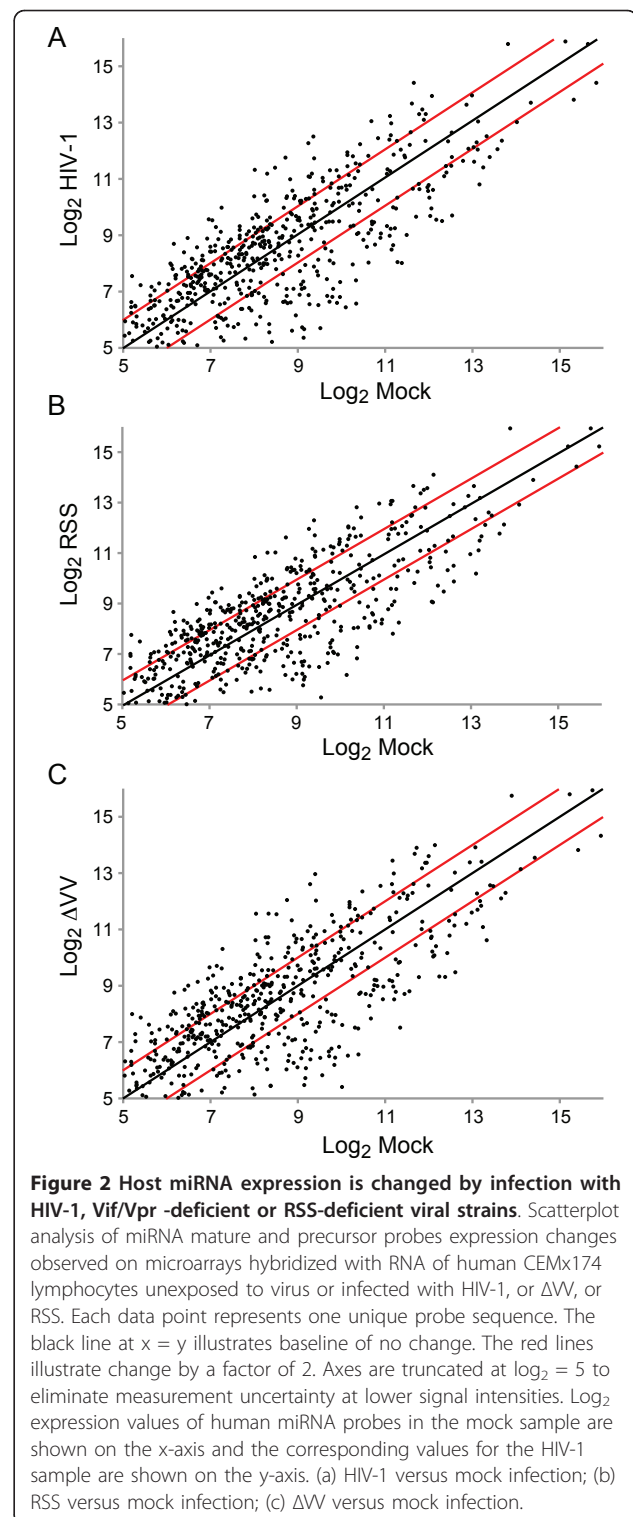 A
15
13
11
9
7
5
Log₂ HIV-1
5 7 9 11 13 15
Log₂ Mock
B
15
13
11
9
7
5
Log₂ RSS
5 7 9 11 13 15
Log₂ Mock
C
15
13
11
9
7
5
Log₂ ΔVV
5 7 9 11 13 15
Log₂ Mock
Figure 2 Host miRNA expression is changed by infection with
HIV-1, Vif/Vpr -deficient or RSS-deficient viral strains. Scatterplot
analysis of miRNA mature and precursor probes expression changes
observed on microarrays hybridized with RNA of human CEMx174
lymphocytes unexposed to virus or infected with HIV-1, or ΔVV, or
RSS. Each data point represents one unique probe sequence. The
black line at x = y illustrates baseline of no change. The red lines
illustrate change by a factor of 2. Axes are truncated at log₂ = 5 to
eliminate measurement uncertainty at lower signal intensities. Log₂
expression values of human miRNA probes in the mock sample are
shown on the x-axis and the corresponding values for the HIV-1
sample are shown on the y-axis. (a) HIV-1 versus mock infection; (b)
RSS versus mock infection; (c) ΔVV versus mock infection.